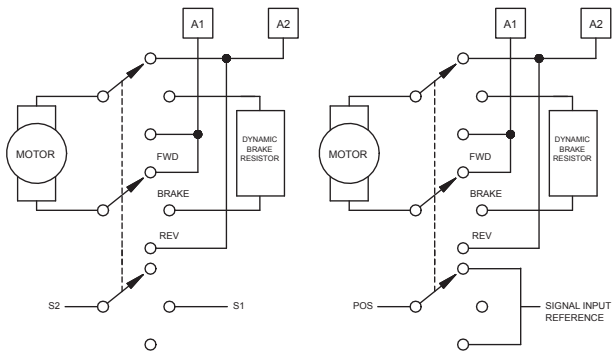 A1
A2
MOTOR
FWD
DYNAMIC
BRAKE
RESISTOR
BRAKE
REV
S2
S1
A1
A2
MOTOR
FWD
DYNAMIC
BRAKE
RESISTOR
BRAKE
REV
POS
SIGNAL INPUT
REFERENCE